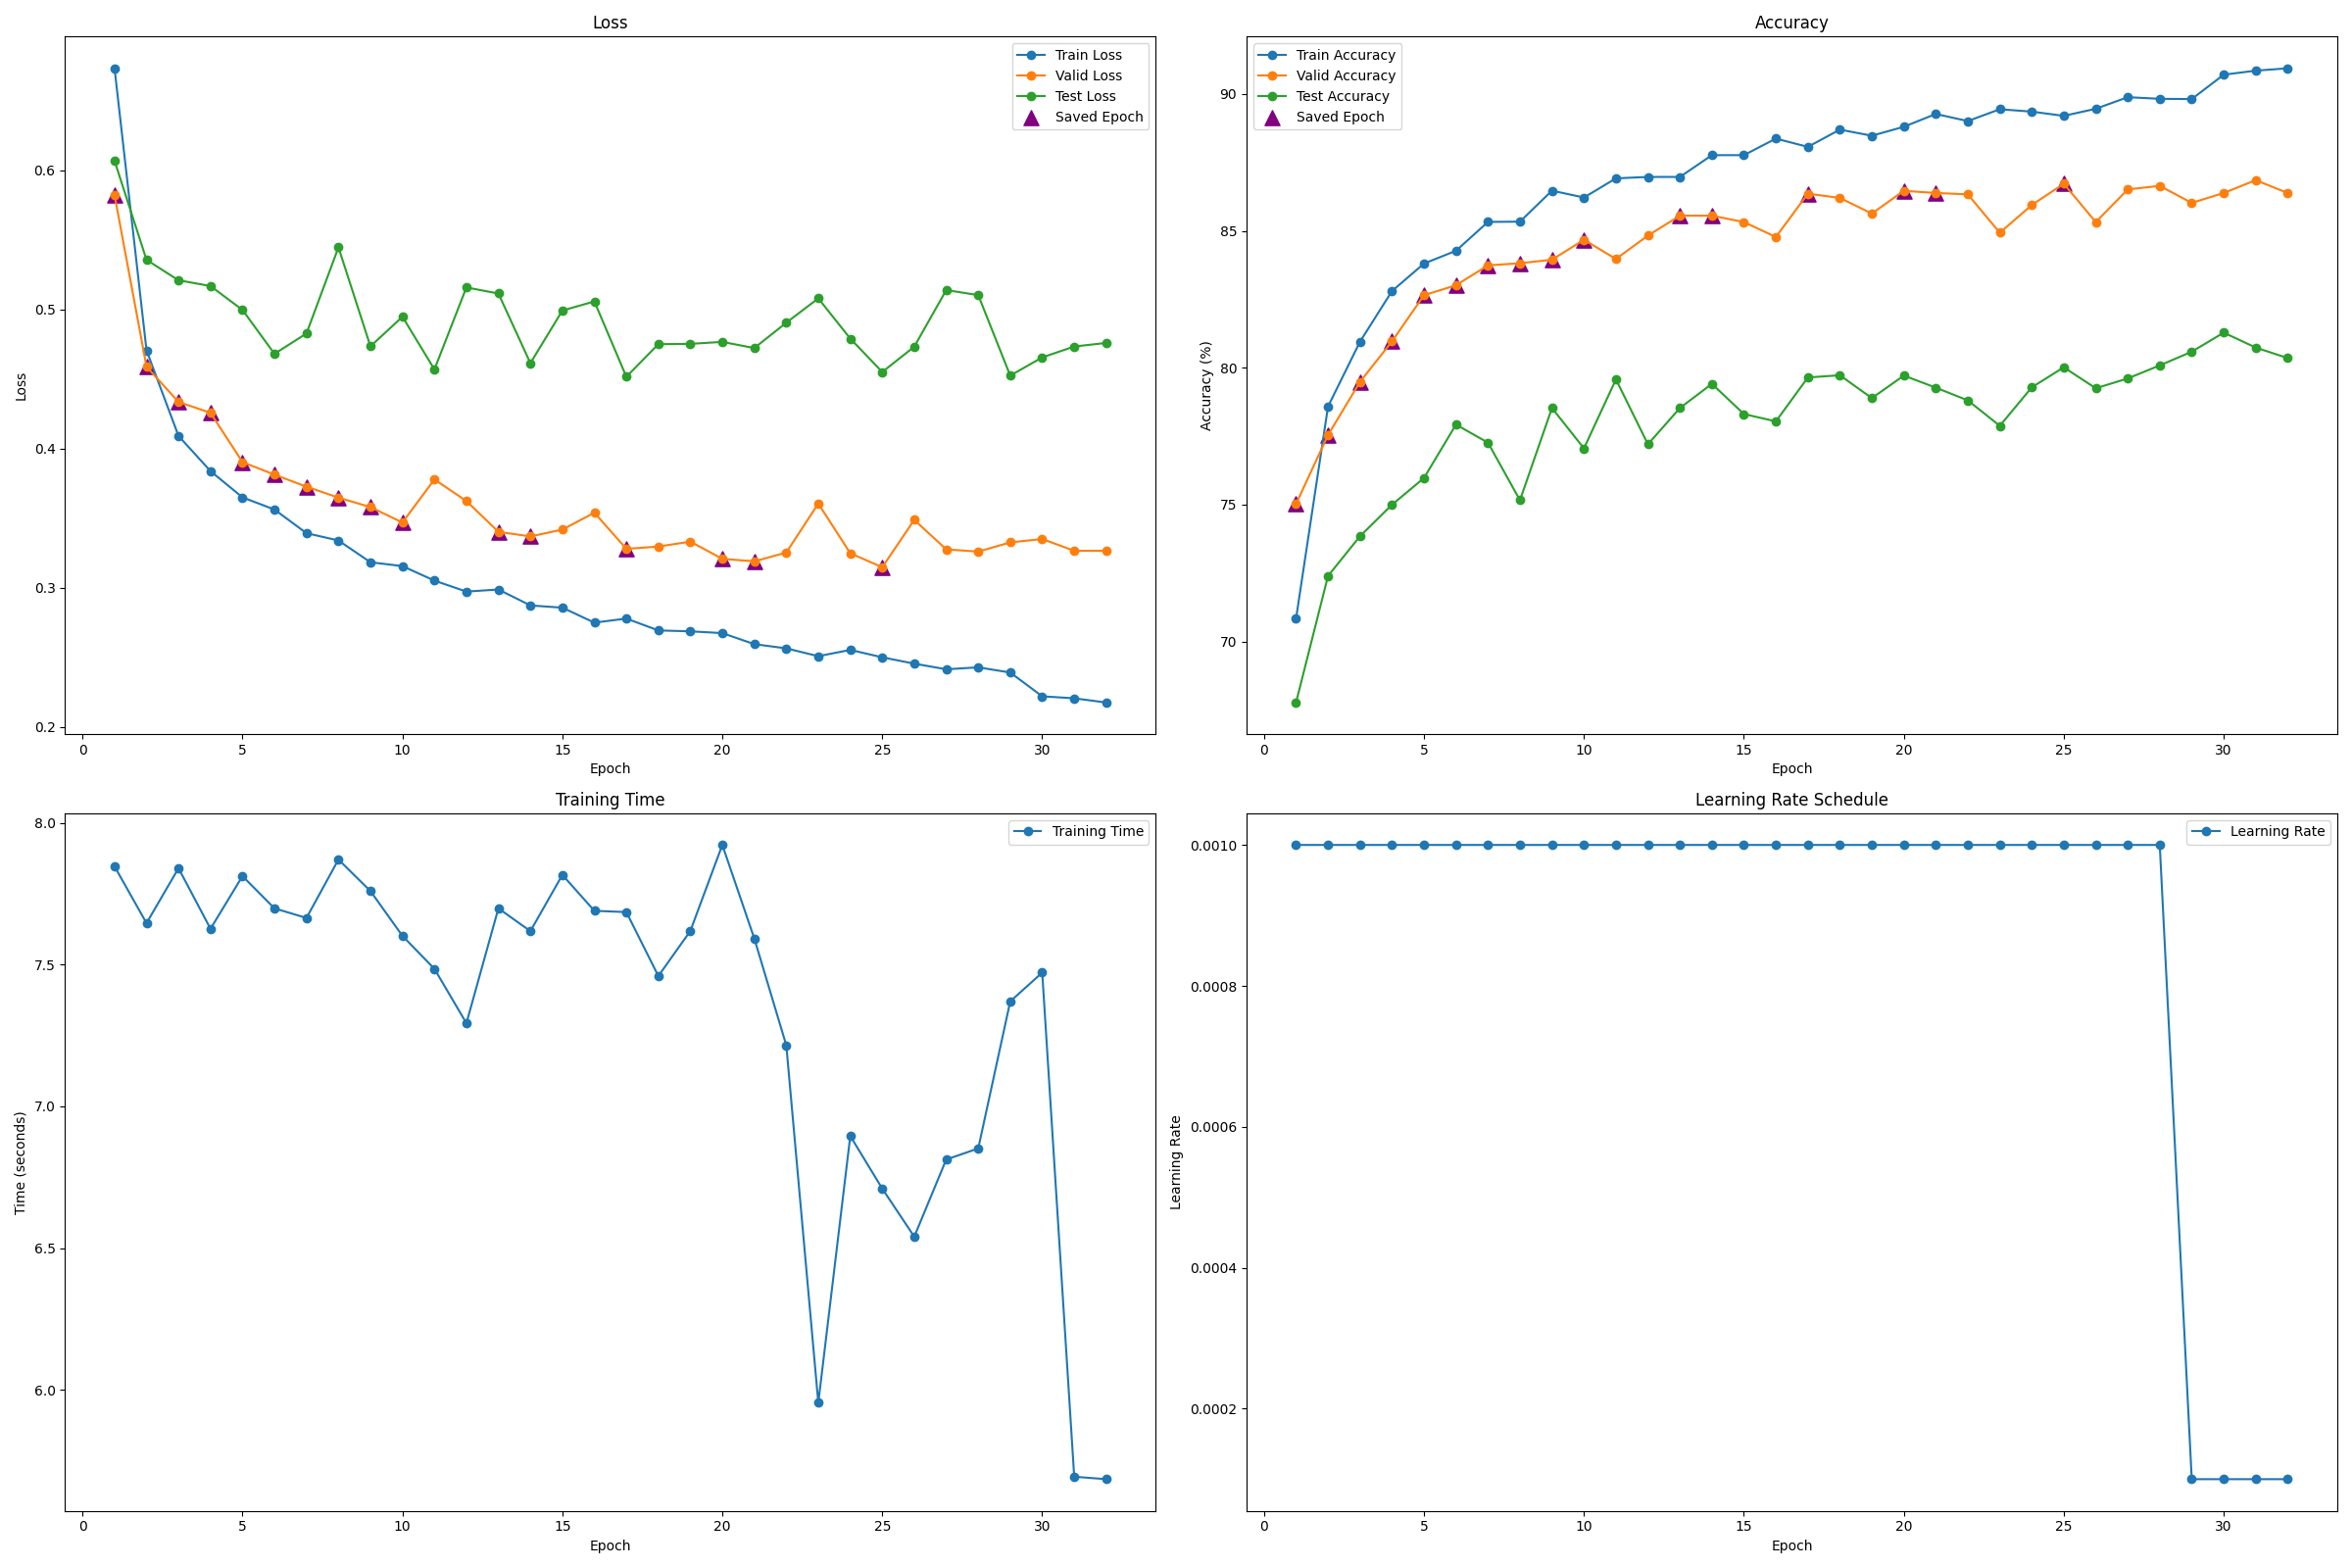 Loss
Train Loss
Valid Loss
Test Loss
Saved Epoch
Loss
0.6
0.5
0.4
0.3
0.2
0
5
10
15
20
25
30
Epoch
Accuracy
Train Accuracy
Valid Accuracy
Test Accuracy
Saved Epoch
Accuracy (%)
90
85
80
75
70
0
5
10
15
20
25
30
Epoch
Training Time
Training Time
Time (seconds)
8.0
7.5
7.0
6.5
6.0
0
5
10
15
20
25
30
Epoch
Learning Rate Schedule
Learning Rate
Learning Rate
0.0010
0.0008
0.0006
0.0004
0.0002
0
5
10
15
20
25
30
Epoch